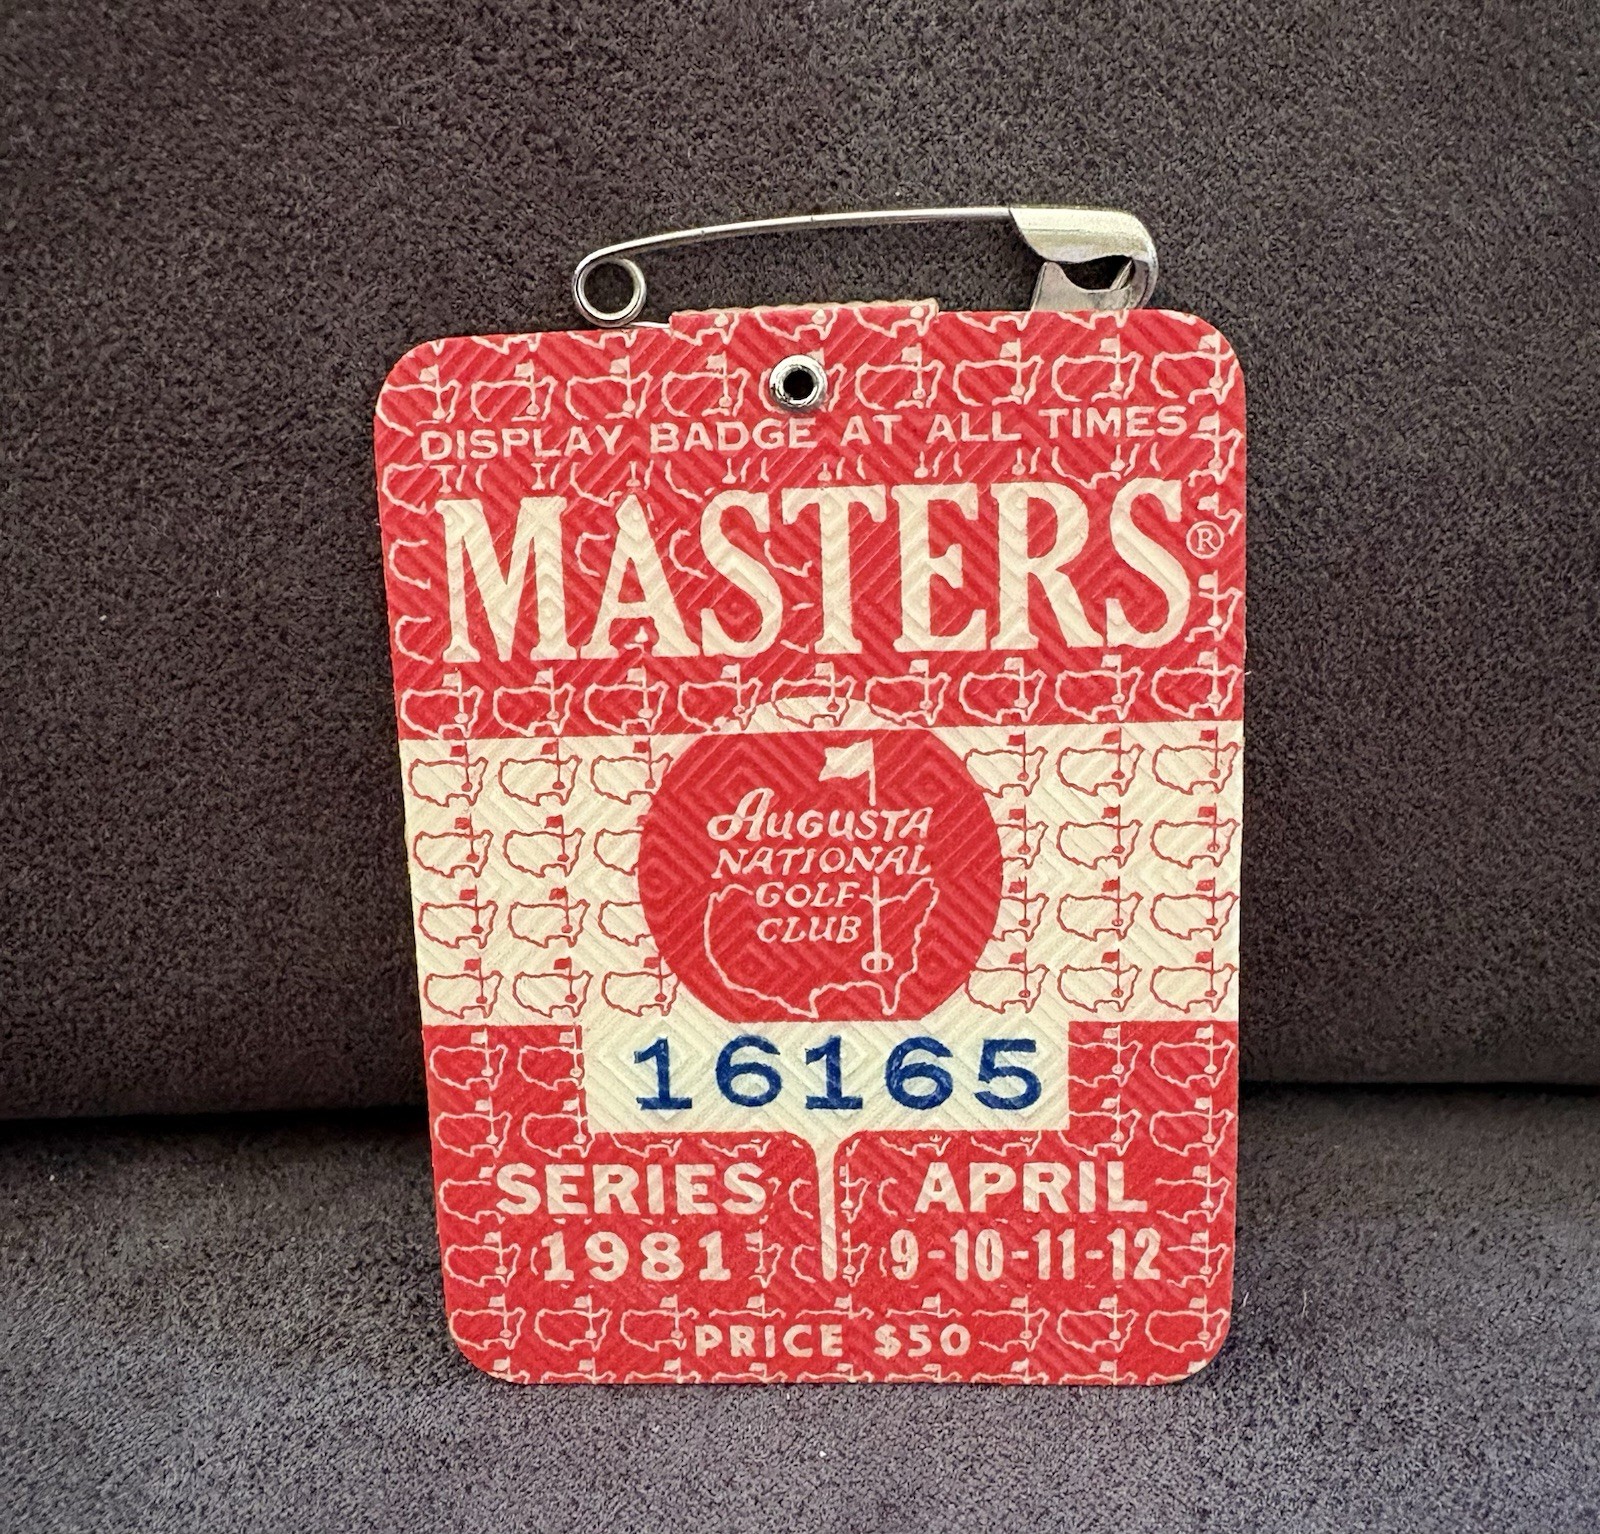 DISPLAY BADGE AT ALL TIMES
MASTERS®
AUGUSTA
NATIONAL
GOLF
CLUB
16165
SERIES
1981
APRIL
9-10-11-12
PRICE $50